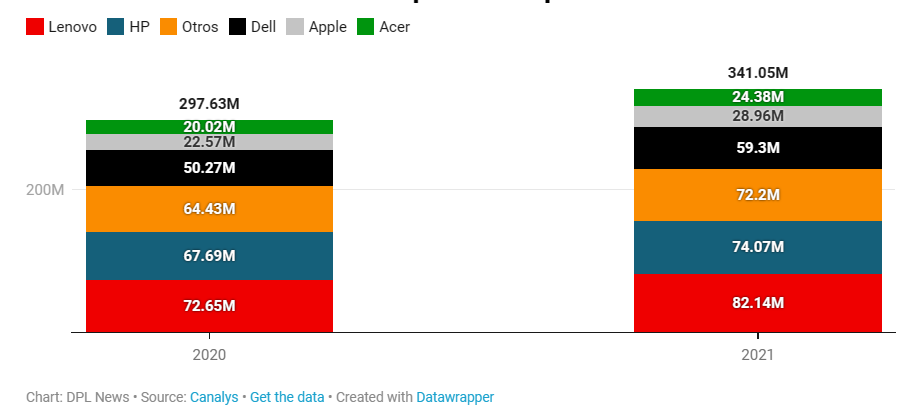 Lenovo HP Otros Dell Apple Acer
341.05M
297.63M
24.38M
28.96M
20.02M
22.57M
59.3M
50.27M
200M
72.2M
64.43M
74.07M
67.69M
82.14M
72.65M
2020 2021
Chart: DPL News • Source: Canalys • Get the data • Created with Datawrapper